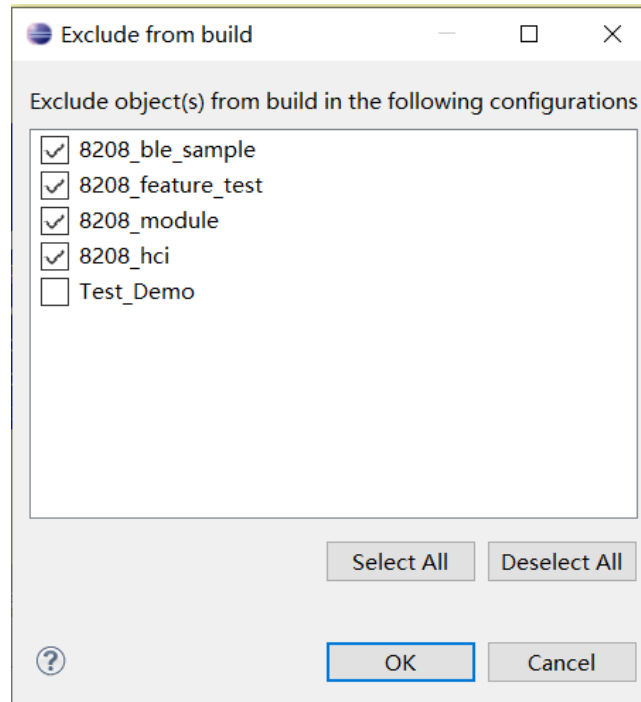 Exclude from build
Exclude object(s) from build in the following configurations
8208_ble_sample
8208_feature_test
8208_module
8208_hci
Test_Demo
Select All
Deselect All
?
OK
Cancel